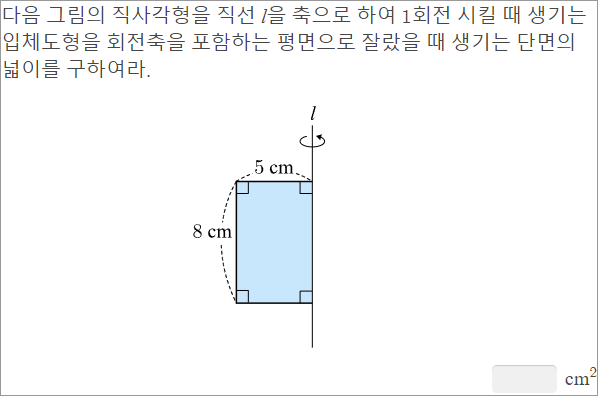 다음 그림의 직사각형을 직선 l을 축으로 하여 1회전 시킬 때 생기는
입체도형을 회전축을 포함하는 평면으로 잘랐을 때 생기는 단면의
넓이를 구하여라.
l
5 cm
8 cm
cm²